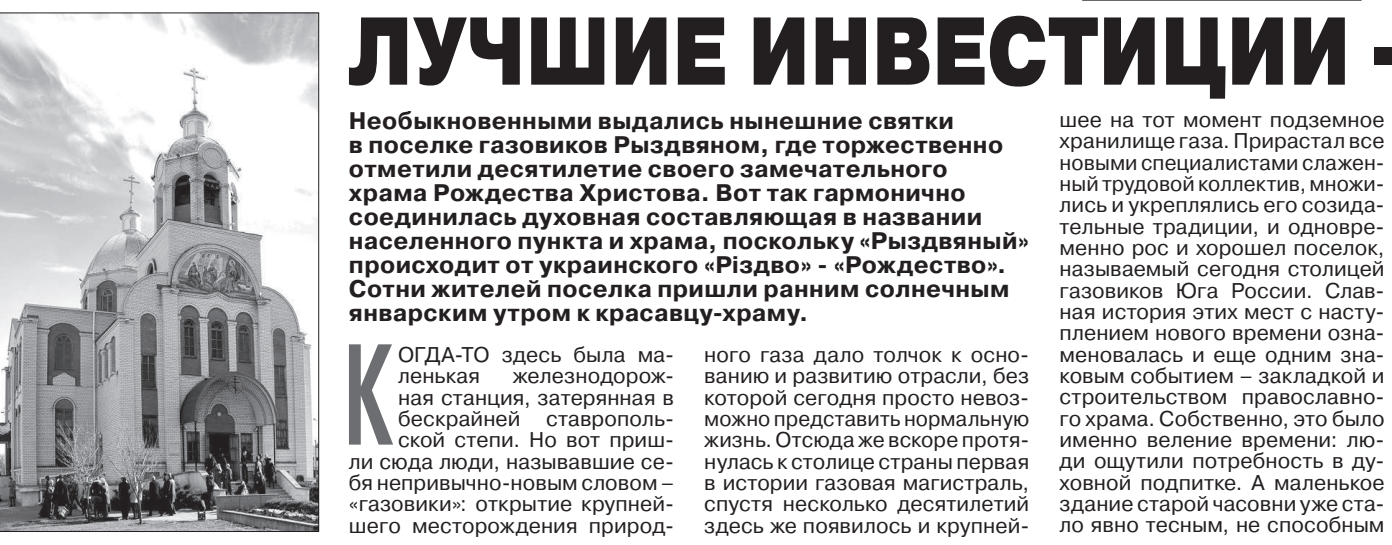 ЛУЧШИЕ ИНВЕСТИЦИИ -
Необыкновенными выдались нынешние святки
в поселке газовиков Рыздвяном, где торжественно
отметили десятилетие своего замечательного
храма Рождества Христова. Вот так гармонично
соединилась духовная составляющая в названии
населенного пункта и храма, поскольку «Рыздвяный»
происходит от украинского «Рiздво» - «Рождество».
Сотни жителей поселка пришли ранним солнечным
январским утром к красавцу-храму.
КОГДА-ТО здесь была ма-
ленькая железнодорож-
ная станция, затерянная в
бескрайней ставрополь-
ской степи. Но вот приш-
ли сюда люди, называвшие се-
бя непривычно-новым словом –
«газовики»: открытие крупней-
шего месторождения природ-
ного газа дало толчок к осно-
ванию и развитию отрасли, без
которой сегодня просто невоз-
можно представить нормальную
жизнь. Отсюда же вскоре протя-
нулась к столице страны первая
в истории газовая магистраль,
спустя несколько десятилетий
здесь же появилось и крупней-
шее на тот момент подземное
хранилище газа. Прирастал все
новыми специалистами слажен-
ный трудовой коллектив, множи-
лись и укреплялись его созида-
тельные традиции, и одновре-
менно рос и хорошел поселок,
называемый сегодня столицей
газовиков Юга России. Слав-
ная история этих мест с насту-
плением нового времени озна-
меновалась и еще одним зна-
ковым событием – закладкой и
строительством православно-
го храма. Собственно, это было
именно веление времени: лю-
ди ощутили потребность в ду-
ховной подпитке. А маленькое
здание старой часовни уже ста-
ло явно тесным, не способным